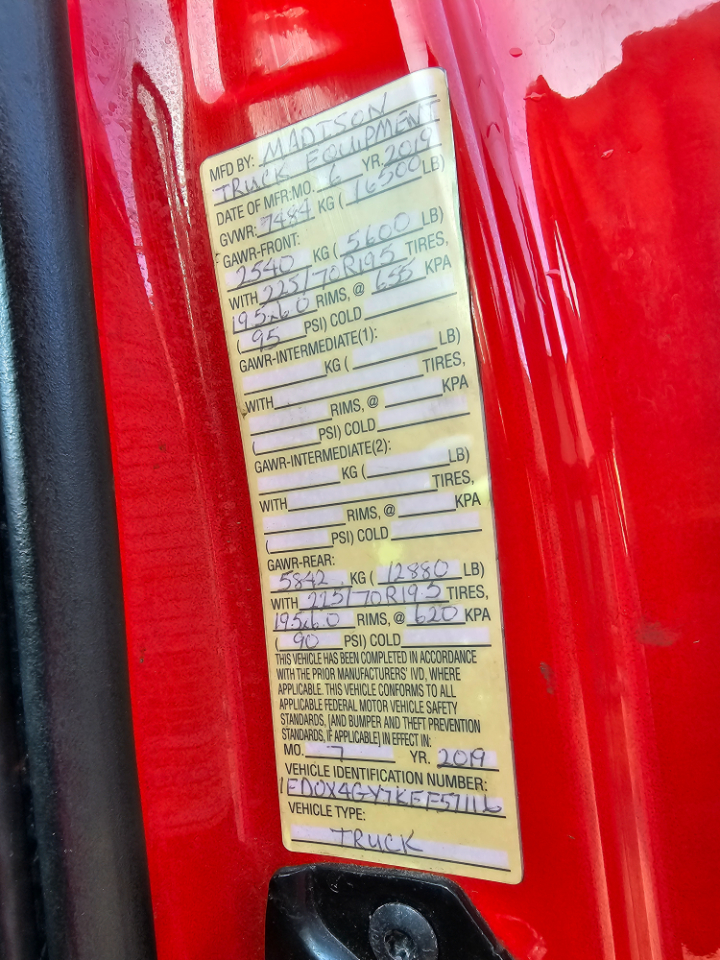 MFD BY: MADISON
TRUCK EQUIPMENT
DATE OF MFR: MO. 6 YR. 2019
GVWR: 7484 KG ( 16500 LB)
GAWR-FRONT:
2540 KG ( 5600 LB)
WITH 225/70R19.5 TIRES,
19.5x6.0 RIMS, @ 655 KPA
( 95 PSI) COLD
GAWR-INTERMEDIATE(1):
KG ( LB)
WITH TIRES,
RIMS, @ KPA
( PSI) COLD
GAWR-INTERMEDIATE(2):
KG ( LB)
WITH TIRES,
RIMS, @ KPA
( PSI) COLD
GAWR-REAR:
5842 KG ( 12880 LB)
WITH 225/70R19.5 TIRES,
19.5x6.0 RIMS, @ 620 KPA
( 90 PSI) COLD
THIS VEHICLE HAS BEEN COMPLETED IN ACCORDANCE
WITH THE PRIOR MANUFACTURERS' IVD, WHERE
APPLICABLE. THIS VEHICLE CONFORMS TO ALL
APPLICABLE FEDERAL MOTOR VEHICLE SAFETY
STANDARDS, [AND BUMPER AND THEFT PREVENTION
STANDARDS, IF APPLICABLE] IN EFFECT IN:
MO. 7 YR. 2019
VEHICLE IDENTIFICATION NUMBER:
VEHICLE TYPE:
TRUCK